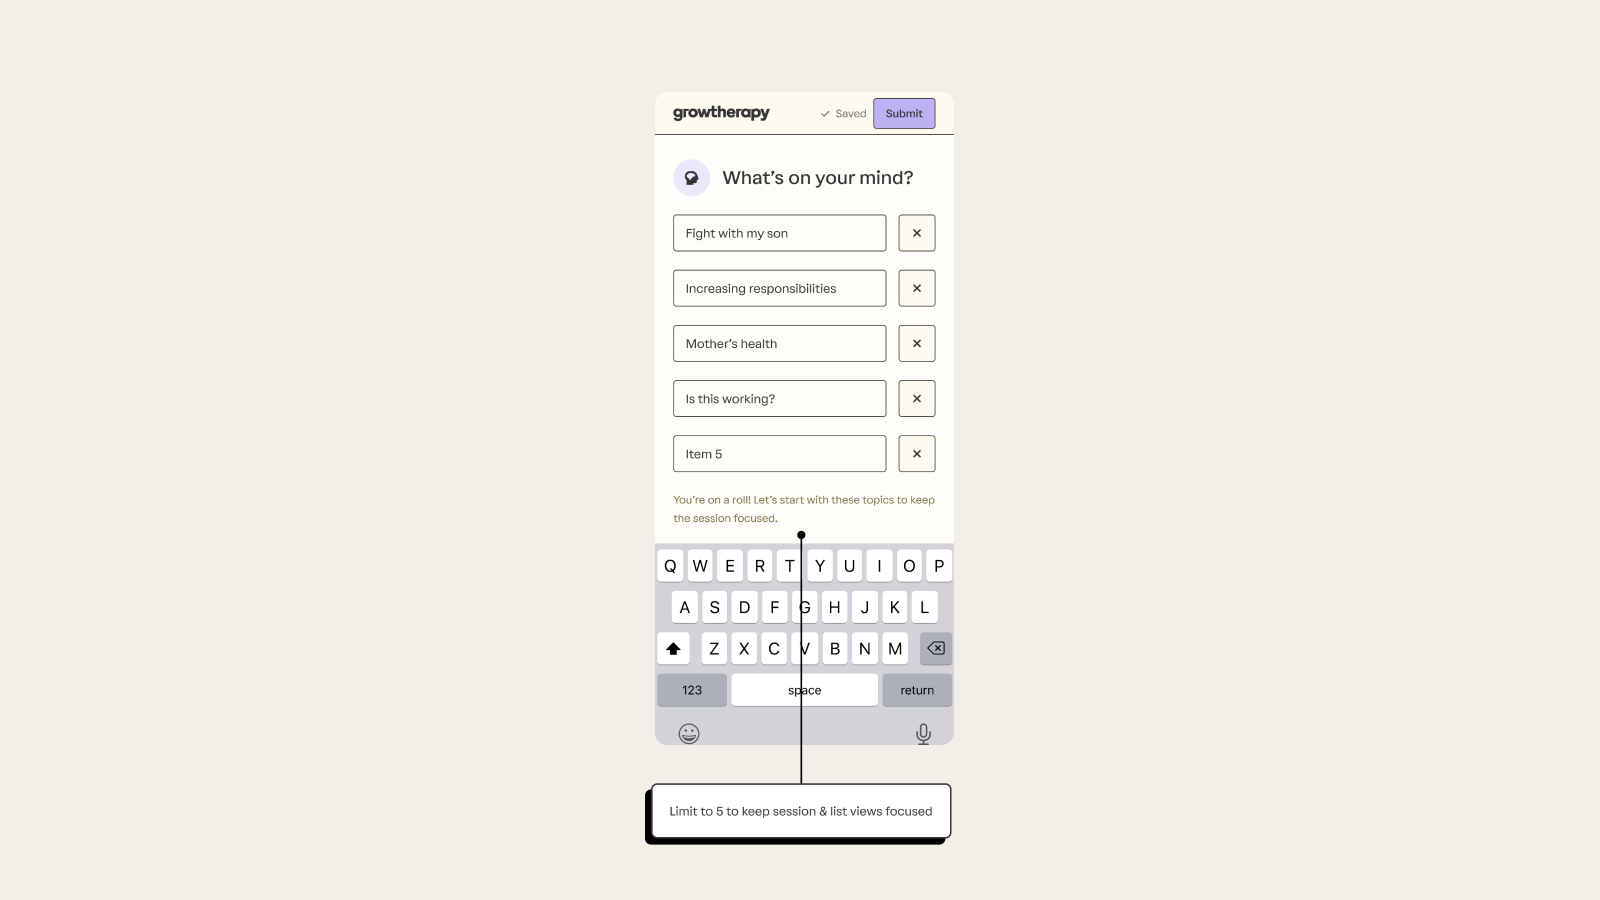 growtherapy
Saved
Submit
What’s on your mind?
Fight with my son
Increasing responsibilities
Mother’s health
Is this working?
Item 5
You’re on a roll! Let’s start with these topics to keep
the session focused.
Q W E R T Y U I O P
A S D F G H J K L
Z X C V B N M
123 space return
Limit to 5 to keep session & list views focused